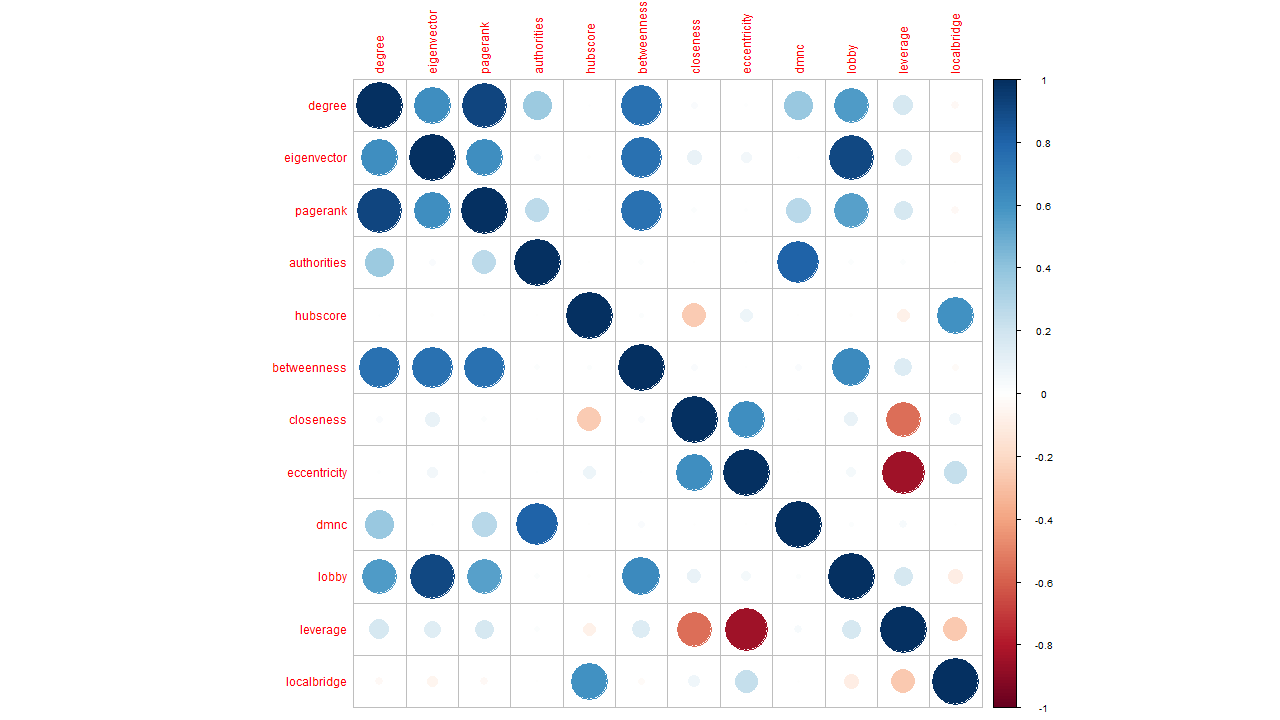 degree
eigenvector
pagerank
authorities
hubscore
betweenness
closeness
eccentricity
dmnc
lobby
leverage
localbridge
degree
eigenvector
pagerank
authorities
hubscore
betweenness
closeness
eccentricity
dmnc
lobby
leverage
localbridge
1
0.8
0.6
0.4
0.2
0
-0.2
-0.4
-0.6
-0.8
-1